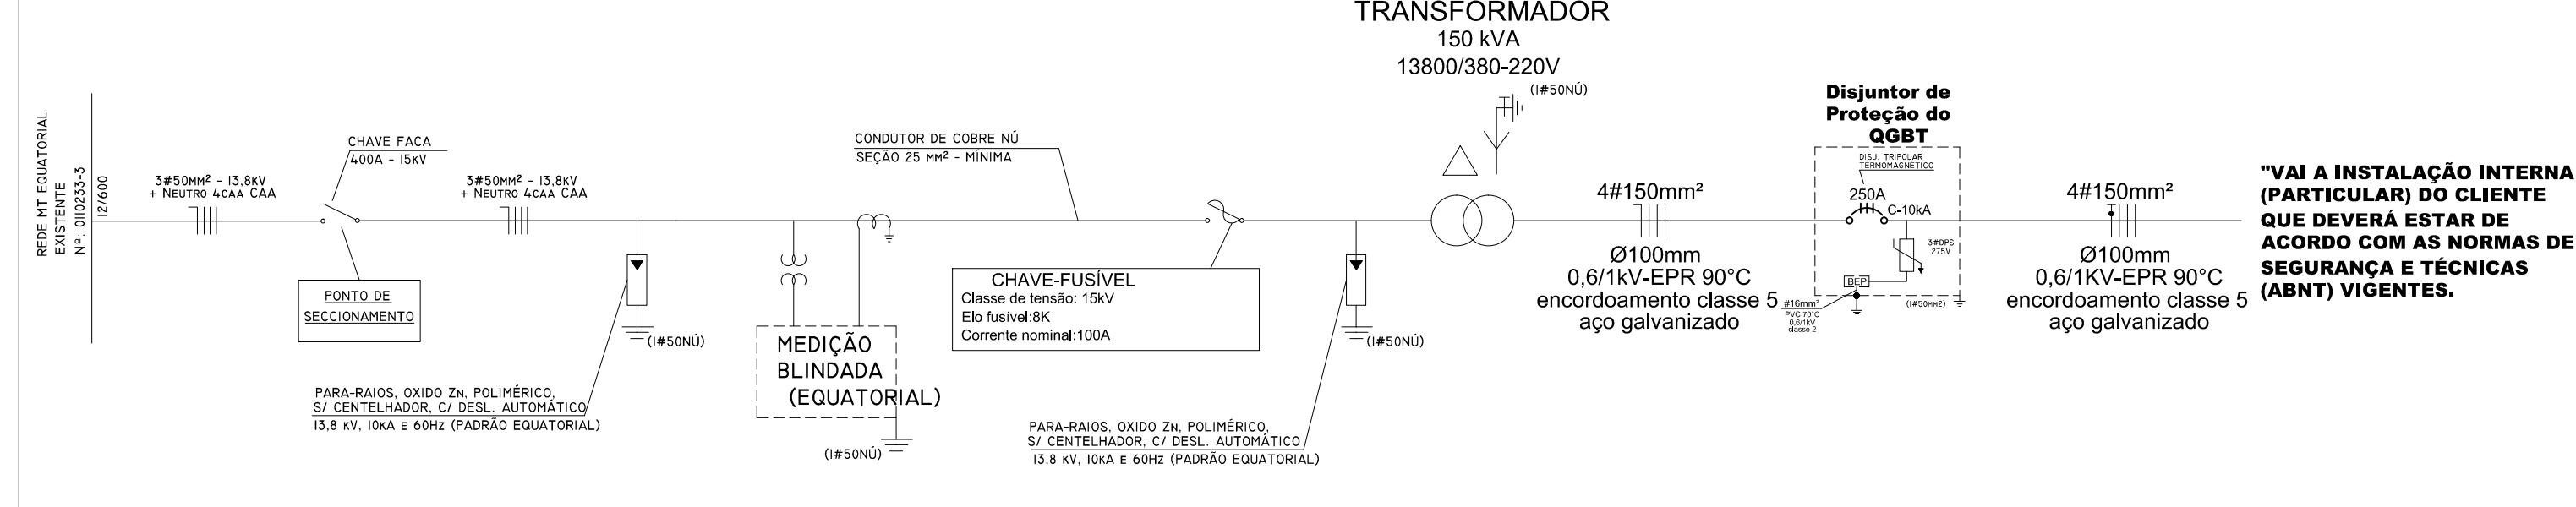 REDE MT EQUATORIAL
EXISTENTE
Nº: 0110233-3
12/600
3#50MM² - 13,8KV
+ NEUTRO 4CAA CAA
CHAVE FACA
400A - 15KV
PONTO DE
SECCIONAMENTO
3#50MM² - 13,8KV
+ NEUTRO 4CAA CAA
(1#50NÚ)
PARA-RAIOS, OXIDO ZN, POLIMÉRICO,
S/ CENTELHADOR, C/ DESL. AUTOMÁTICO
13,8 KV, 10KA E 60HZ (PADRÃO EQUATORIAL)
MEDIÇÃO
BLINDADA
(EQUATORIAL)
(1#50NÚ)
CONDUTOR DE COBRE NÚ
SEÇÃO 25 MM² - MÍNIMA
CHAVE-FUSÍVEL
Classe de tensão: 15kV
Elo fusível:8K
Corrente nominal:100A
(1#50NÚ)
PARA-RAIOS, OXIDO ZN, POLIMÉRICO,
S/ CENTELHADOR, C/ DESL. AUTOMÁTICO
13,8 KV, 10KA E 60HZ (PADRÃO EQUATORIAL)
TRANSFORMADOR
150 kVA
13800/380-220V
(1#50NÚ)
4#150mm²
Ø100mm
0,6/1kV-EPR 90°C
encordoamento classe 5
aço galvanizado
Disjuntor de
Proteção do
QGBT
DISJ. TRIPOLAR
TERMOMAGNÉTICO
250A
C-10kA
3#DPS
275V
BEP
#16mm²
PVC 70°C
0,6/1kV
classe 2
(1#50MM2)
4#150mm²
Ø100mm
0,6/1KV-EPR 90°C
encordoamento classe 5
aço galvanizado
"VAI A INSTALAÇÃO INTERNA
(PARTICULAR) DO CLIENTE
QUE DEVERÁ ESTAR DE
ACORDO COM AS NORMAS DE
SEGURANÇA E TÉCNICAS
(ABNT) VIGENTES.